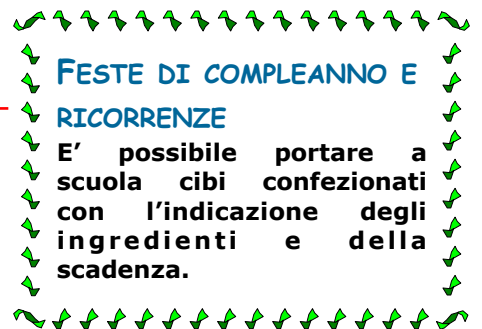 FESTE DI COMPLEANNO E
RICORRENZE
E' possibile portare a
scuola cibi confezionati
con l'indicazione degli
ingredienti e della
scadenza.